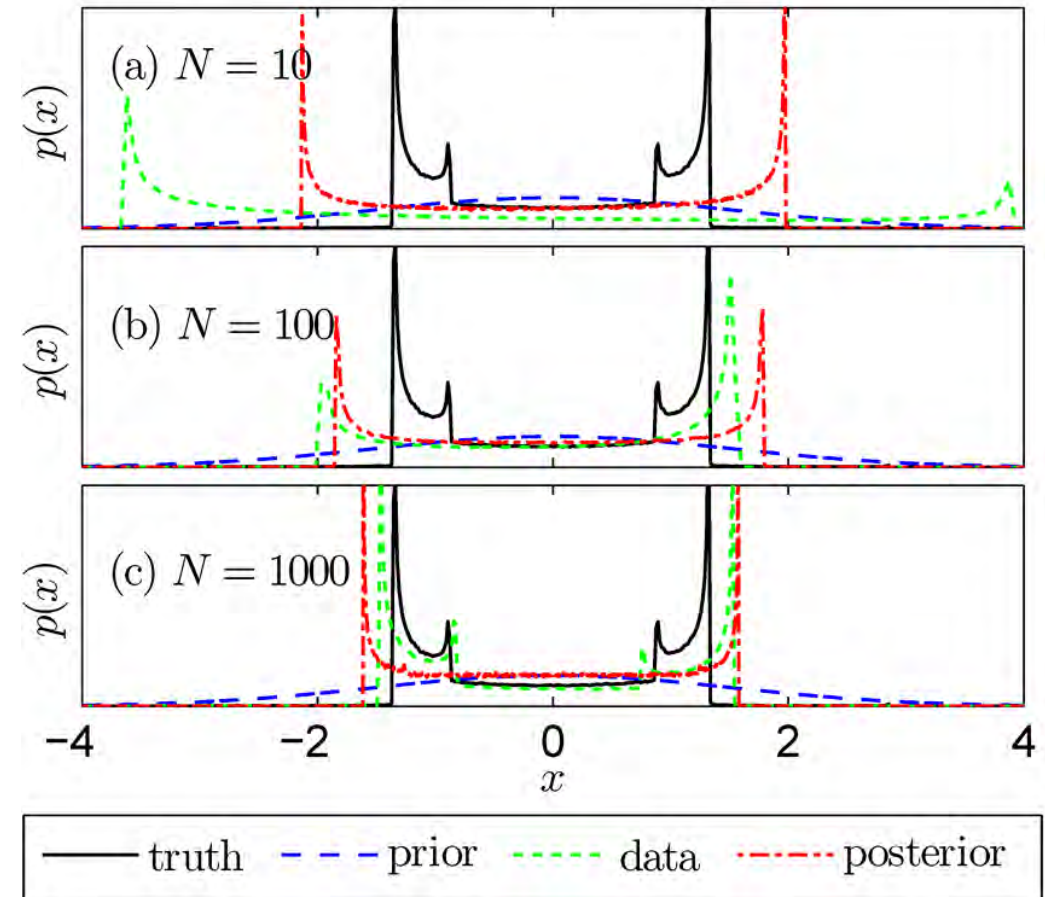 (a) N = 10
p(x)
(b) N = 100
p(x)
(c) N = 1000
p(x)
−4 −2 0 2 4
x
truth prior data posterior